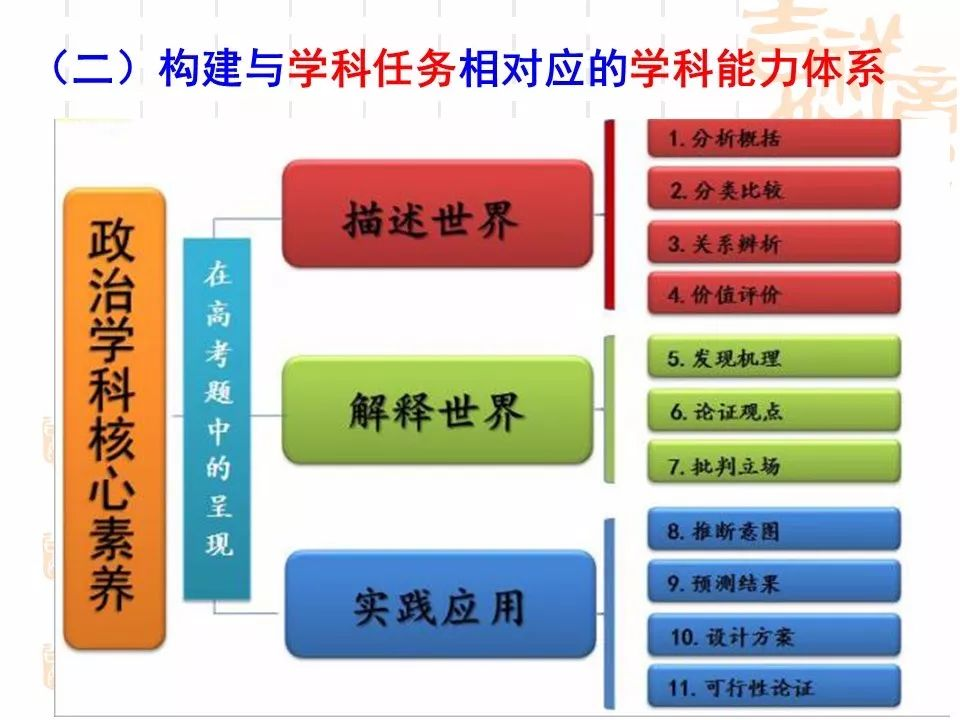 （二）构建与学科任务相对应的学科能力体系
政治学科核心素养
在高考题中的呈现
描述世界
1.分析概括
2.分类比较
3.关系辨析
4.价值评价
解释世界
5.发现机理
6.论证观点
7.批判立场
实践应用
8.推断意图
9.预测结果
10.设计方案
11.可行性论证